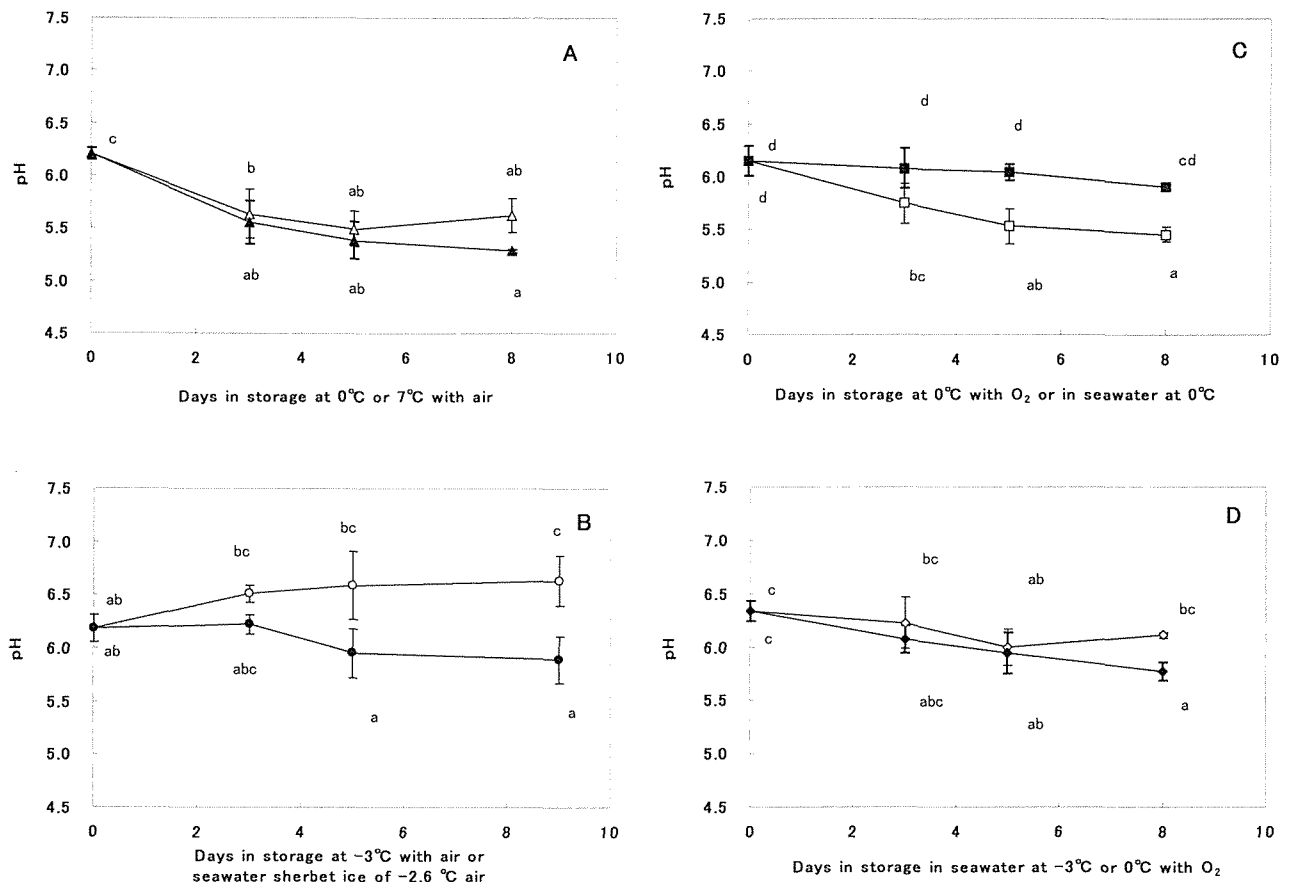 A
7.5
7.0
6.5
6.0
5.5
5.0
4.5
pH
c
b
ab
ab
ab
ab
a
0
2
4
6
8
10
Days in storage at 0℃ or 7℃ with air
C
7.5
7.0
6.5
6.0
5.5
5.0
4.5
pH
d
d
d
cd
d
bc
ab
a
0
2
4
6
8
10
Days in storage at 0℃ with O₂ or in seawater at 0℃
B
7.5
7.0
6.5
6.0
5.5
5.0
4.5
pH
ab
bc
bc
c
ab
abc
a
a
0
2
4
6
8
10
Days in storage at −3℃ with air or
seawater sherbet ice of −2.6 ℃ air
D
7.5
7.0
6.5
6.0
5.5
5.0
4.5
pH
c
bc
ab
bc
c
abc
ab
a
0
2
4
6
8
10
Days in storage in seawater at −3℃ or 0℃ with O₂